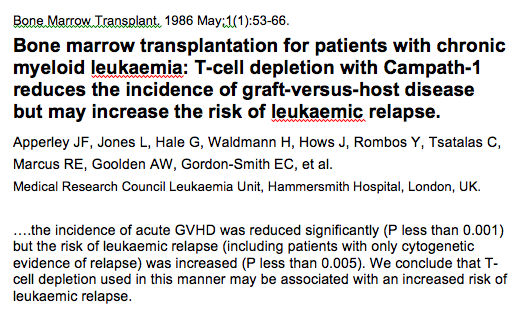 Bone Marrow Transplant. 1986 May;1(1):53-66.
Bone marrow transplantation for patients with chronic
myeloid leukaemia: T-cell depletion with Campath-1
reduces the incidence of graft-versus-host disease
but may increase the risk of leukaemic relapse.
Apperley JF, Jones L, Hale G, Waldmann H, Hows J, Rombos Y, Tsatalas C,
Marcus RE, Goolden AW, Gordon-Smith EC, et al.
Medical Research Council Leukaemia Unit, Hammersmith Hospital, London, UK.
….the incidence of acute GVHD was reduced significantly (P less than 0.001)
but the risk of leukaemic relapse (including patients with only cytogenetic
evidence of relapse) was increased (P less than 0.005). We conclude that T-
cell depletion used in this manner may be associated with an increased risk of
leukaemic relapse.